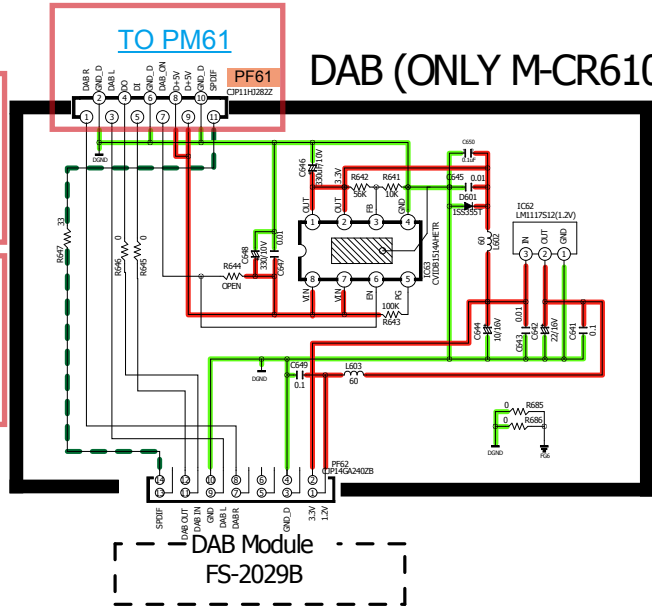 TO PM61
DAB (ONLY M-CR610
PF61
CJP11HJ282Z
DAB R
GND_D
DAB L
DO
DI
GND_D
DAB_ON
D+5V
D+5V
GND_D
SPDIF
2 4 6 8 10
1 3 5 7 9 11
DGND
C646
330u/10V
3.3V
R642
56K
R641
10K
C650
0.1uF
C645 0.01
D601
1SS355T
IC62
LM1117S12(1.2V)
IN
OUT
GND
3 2 1
OUT
OUT
FB
GND
1 2 3 4
8 7 6 5
VIN
VIN
EN
PG
IC63
CVIDB1514AHETR
60
L602
33
R647
0
R646
0
R645
R644
OPEN
C648
330/10V
0.01
C647
100K
R643
C644
10/16V
0.01
C643
C642
22/16V
C641
0.1
DGND
C649
0.1
L603
60
0 R685
0 R686
DGND
FG6
PF62
CJP14GA240ZB
14 12 10 8 6 4 2
13 11 9 7 5 3 1
SPDIF
DAB OUT
DAB IN
GND
DAB L
DAB R
GND_D
3.3V
1.2V
DAB Module
FS-2029B